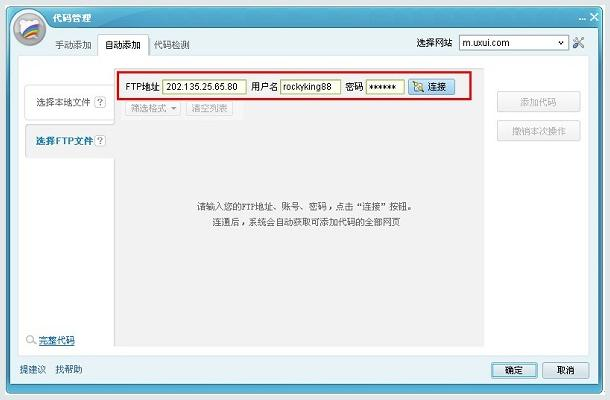 代码管理
手动添加 自动添加 代码检测 选择网站 m.uxui.com
FTP地址 202.135.25.65.80 用户名 rockyking88 密码 ****** 连接
选择本地文件 ? 筛选格式 清空列表 添加代码
选择FTP文件 ? 撤销本次操作
请输入您的FTP地址、账号、密码，点击“连接”按钮。
连通后，系统会自动获取可添加代码的全部网页
完整代码
提建议 找帮助 确定 取消